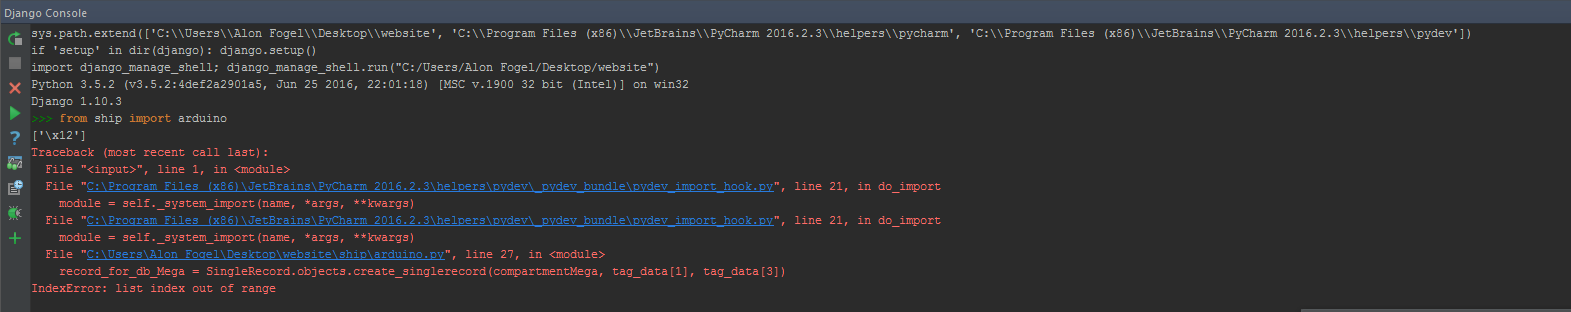 Django Console
sys.path.extend(['C:\\Users\\Alon Fogel\\Desktop\\website', 'C:\\Program Files (x86)\\JetBrains\\PyCharm 2016.2.3\\helpers\\pycharm', 'C:\\Program Files (x86)\\JetBrains\\PyCharm 2016.2.3\\helpers\\pydev'])
if 'setup' in dir(django): django.setup()
import django_manage_shell; django_manage_shell.run("C:/Users/Alon Fogel/Desktop/website")
Python 3.5.2 (v3.5.2:4def2a2901a5, Jun 25 2016, 22:01:18) [MSC v.1900 32 bit (Intel)] on win32
Django 1.10.3
>>> from ship import arduino
['\x12']
Traceback (most recent call last):
  File "<input>", line 1, in <module>
  File "C:\Program Files (x86)\JetBrains\PyCharm 2016.2.3\helpers\pydev\_pydev_bundle\pydev_import_hook.py", line 21, in do_import
    module = self._system_import(name, *args, **kwargs)
  File "C:\Program Files (x86)\JetBrains\PyCharm 2016.2.3\helpers\pydev\_pydev_bundle\pydev_import_hook.py", line 21, in do_import
    module = self._system_import(name, *args, **kwargs)
  File "C:\Users\Alon Fogel\Desktop\website\ship\arduino.py", line 27, in <module>
    record_for_db_Mega = SingleRecord.objects.create_singlerecord(compartmentMega, tag_data[1], tag_data[3])
IndexError: list index out of range